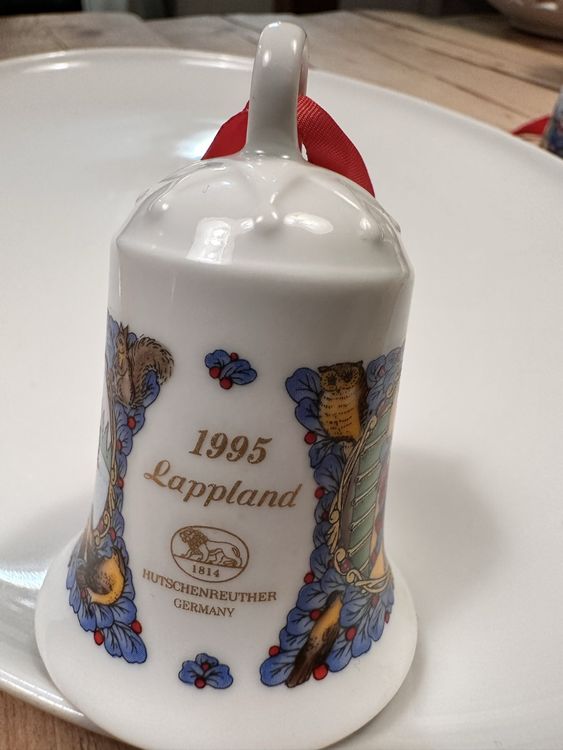 1995
Lappland
1814
HUTSCHENREUTHER
GERMANY